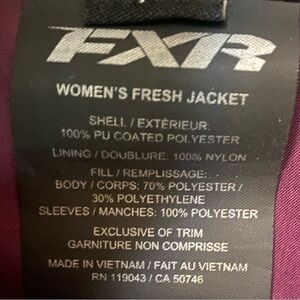 FXR
WOMEN'S FRESH JACKET
SHELL / EXTÉRIEUR:
100% PU COATED POLYESTER
LINING / DOUBLURE: 100% NYLON
FILL / REMPLISSAGE:
BODY / CORPS: 70% POLYESTER /
30% POLYETHYLENE
SLEEVES / MANCHES: 100% POLYESTER
EXCLUSIVE OF TRIM
GARNITURE NON COMPRISE
MADE IN VIETNAM / FAIT AU VIETNAM
RN 119043 / CA 50746